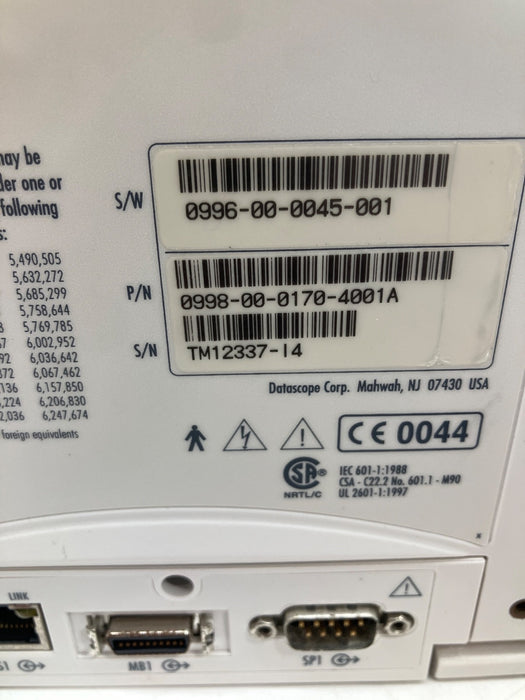 may be
der one or
following
s:
5,490,505
5,632,272
5,685,299
5,758,644
5,769,785
6,002,952
6,036,642
6,067,462
6,157,850
6,206,830
6,247,674
foreign equivalents
S/W
0996-00-0045-001
P/N
0998-00-0170-4001A
S/N
TM12337-I4
Datascope Corp. Mahwah, NJ 07430 USA
CE 0044
SA®
NRTL/C
IEC 601-1:1988
CSA - C22.2 No. 601.1 - M90
UL 2601-1:1997
LINK
MB1
SP1